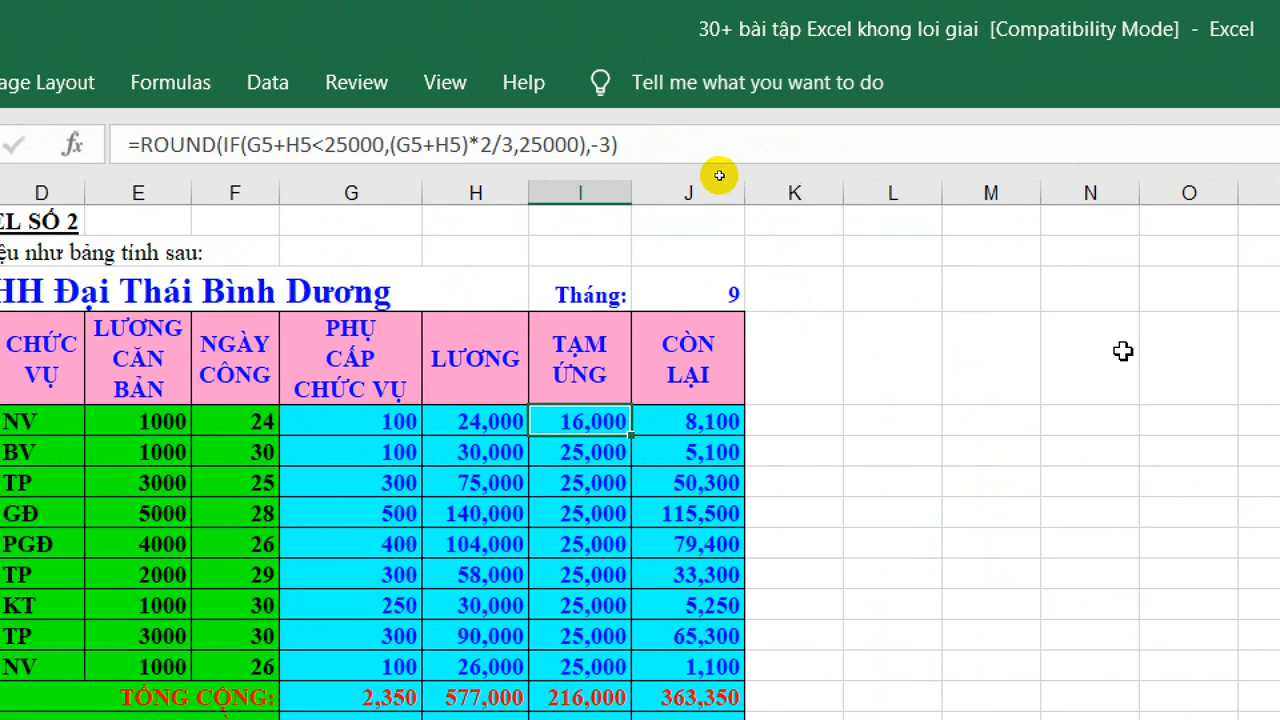 30+ bài tập Excel khong loi giai [Compatibility Mode] - Excel
age Layout Formulas Data Review View Help Tell me what you want to do
fx =ROUND(IF(G5+H5<25000,(G5+H5)*2/3,25000),-3)
D E F G H I J K L M N O
EL SỐ 2
ệu như bảng tính sau:
HH Đại Thái Bình Dương Tháng: 9
CHỨC VỤ LƯƠNG CĂN BẢN NGÀY CÔNG PHỤ CẤP CHỨC VỤ LƯƠNG TẠM ỨNG CÒN LẠI
NV 1000 24 100 24,000 16,000 8,100
BV 1000 30 100 30,000 25,000 5,100
TP 3000 25 300 75,000 25,000 50,300
GĐ 5000 28 500 140,000 25,000 115,500
PGĐ 4000 26 400 104,000 25,000 79,400
TP 2000 29 300 58,000 25,000 33,300
KT 1000 30 250 30,000 25,000 5,250
TP 3000 30 300 90,000 25,000 65,300
NV 1000 26 100 26,000 25,000 1,100
TỔNG CỘNG: 2,350 577,000 216,000 363,350